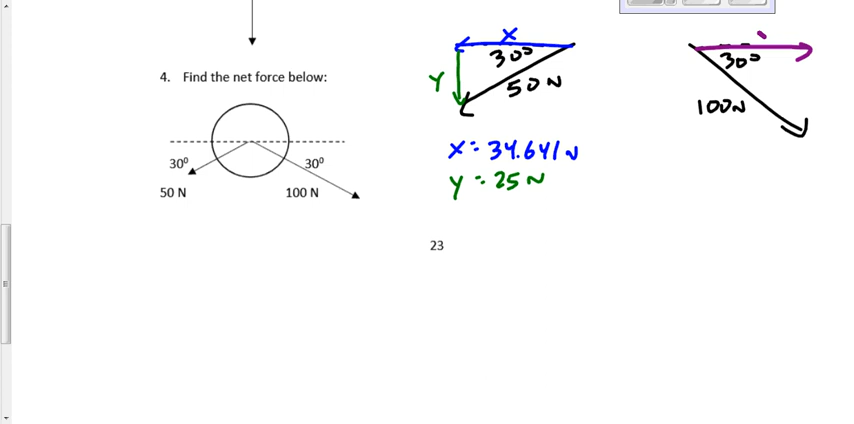 4. Find the net force below:
30⁰ 30⁰
50 N 100 N
X
30°
Y
50N
X = 34.641 N
Y = 25 N
30°
100N
23